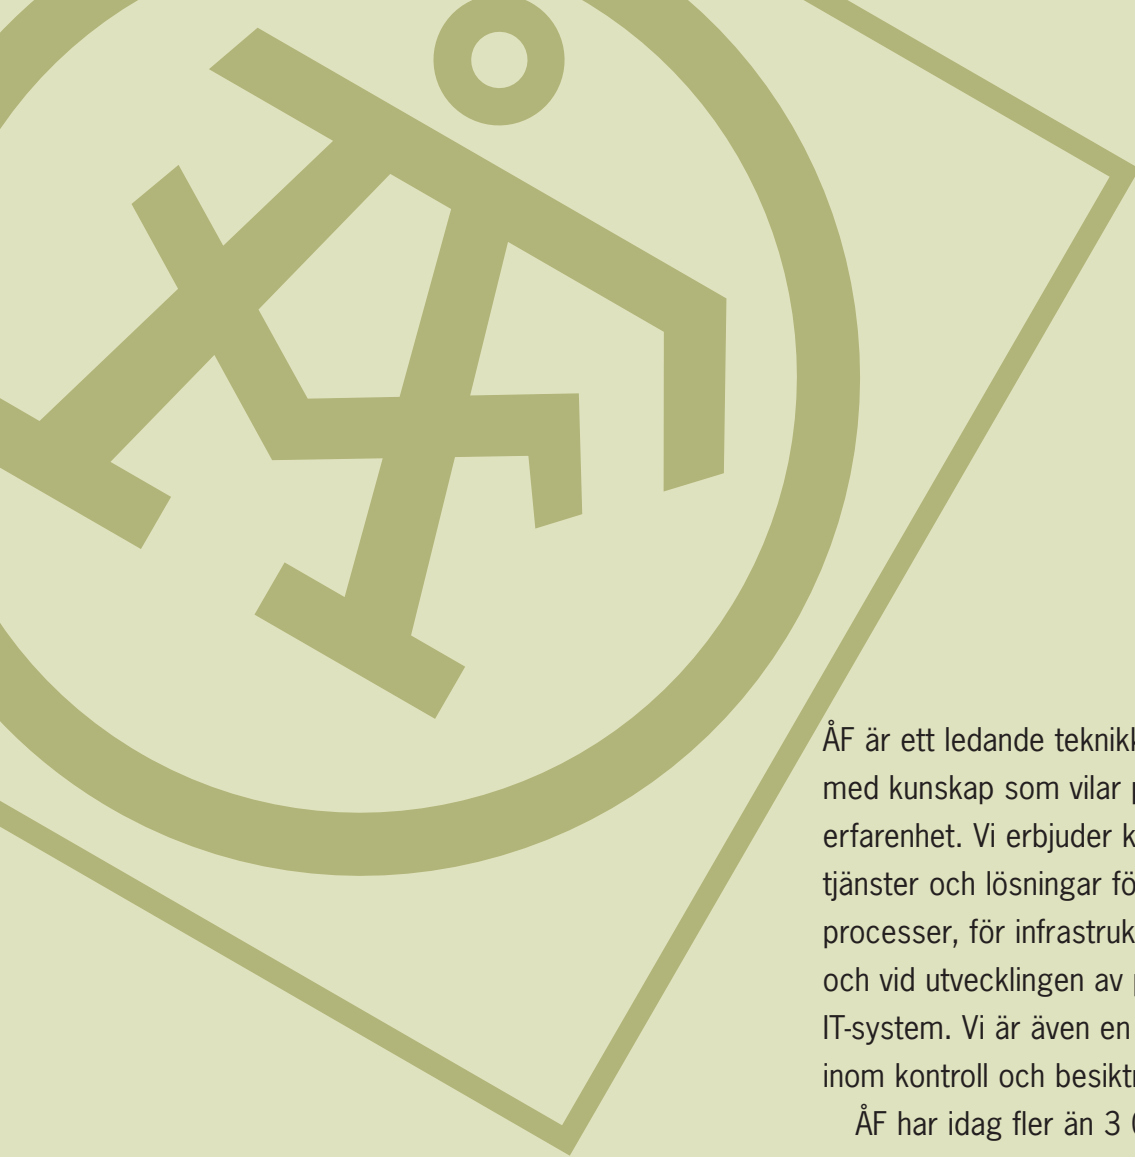 ÅF är ett ledande teknikk
med kunskap som vilar p
erfarenhet. Vi erbjuder k
tjänster och lösningar fö
processer, för infrastruk
och vid utvecklingen av p
IT-system. Vi är även en
inom kontroll och besiktn
ÅF har idag fler än 3 0